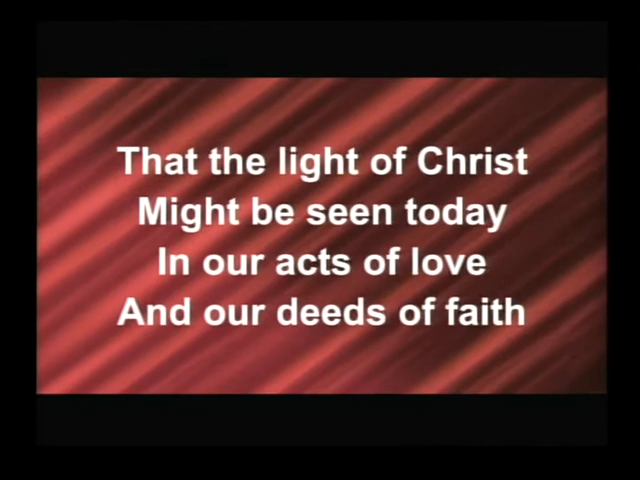 That the light of Christ
Might be seen today
In our acts of love
And our deeds of faith